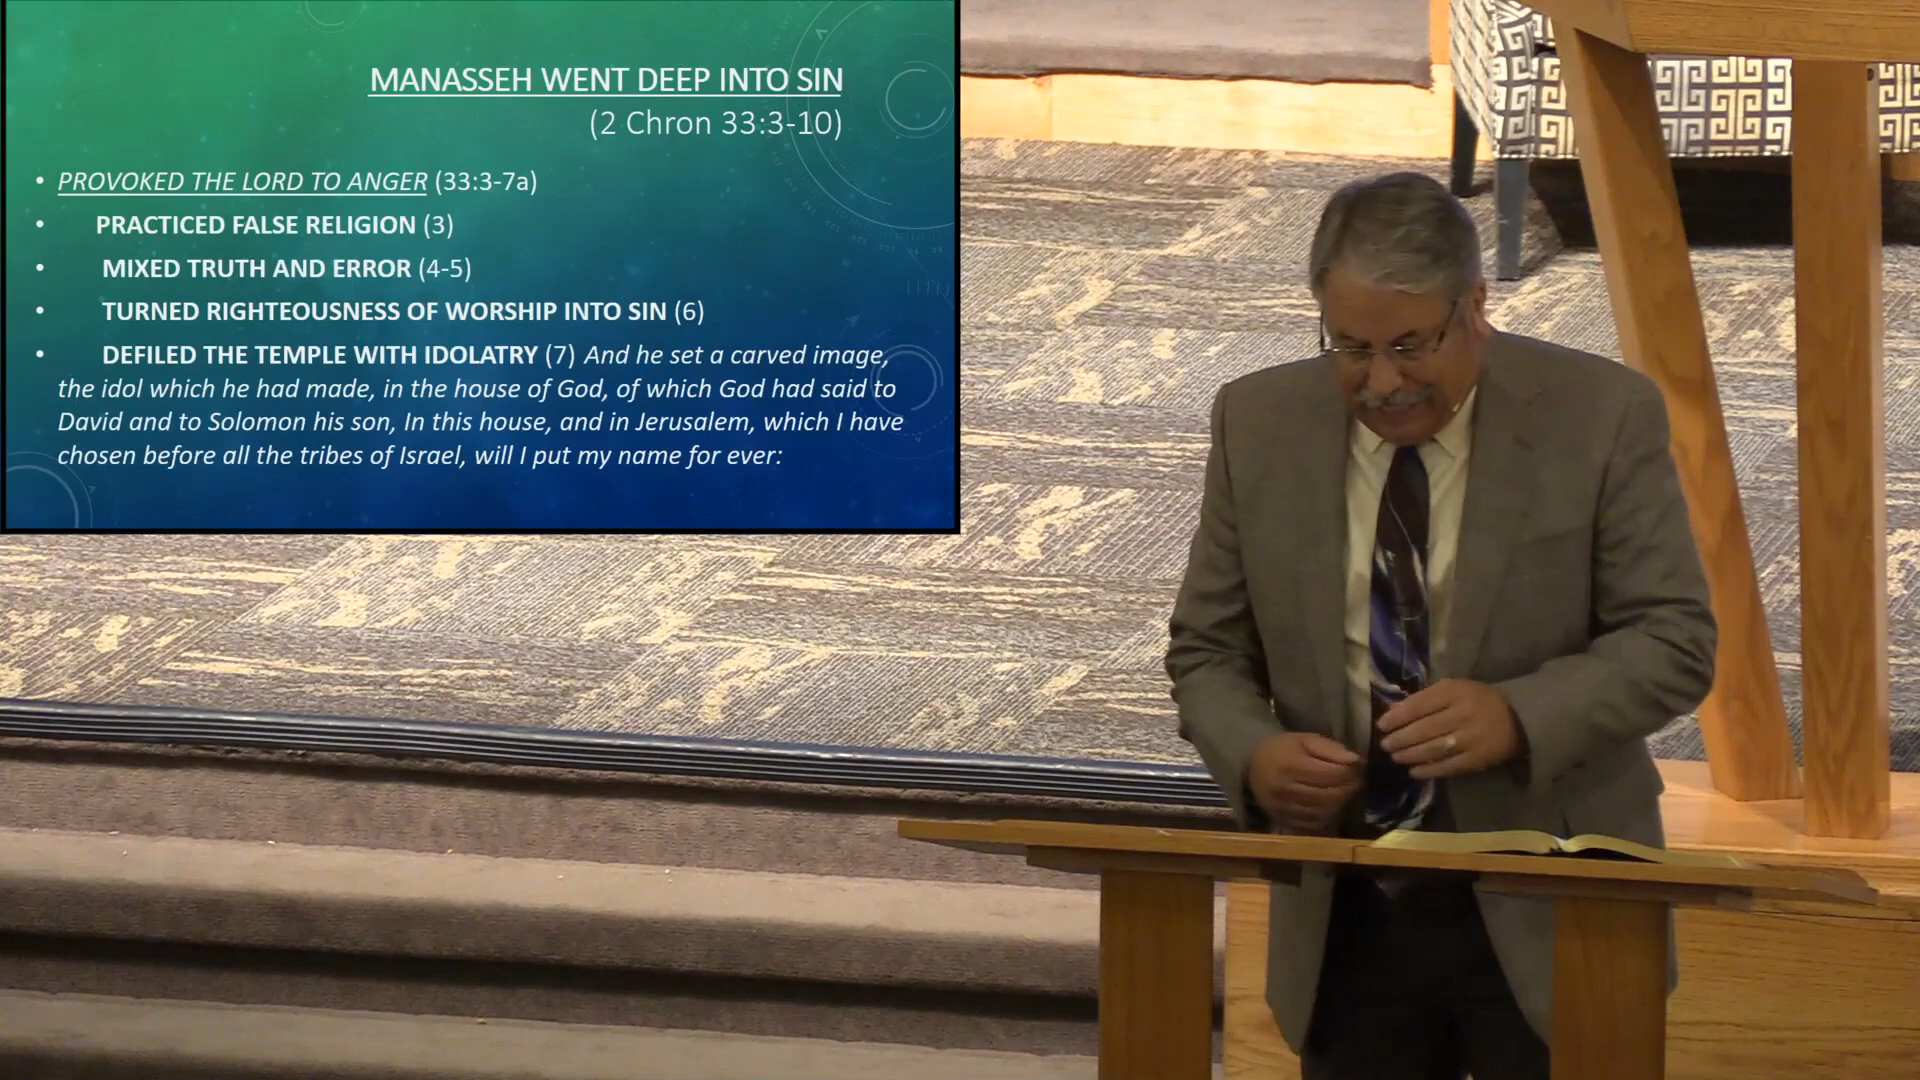 MANASSEH WENT DEEP INTO SIN
(2 Chron 33:3-10)
• PROVOKED THE LORD TO ANGER (33:3-7a)
• PRACTICED FALSE RELIGION (3)
• MIXED TRUTH AND ERROR (4-5)
• TURNED RIGHTEOUSNESS OF WORSHIP INTO SIN (6)
• DEFILED THE TEMPLE WITH IDOLATRY (7) And he set a carved image,
the idol which he had made, in the house of God, of which God had said to
David and to Solomon his son, In this house, and in Jerusalem, which I have
chosen before all the tribes of Israel, will I put my name for ever: